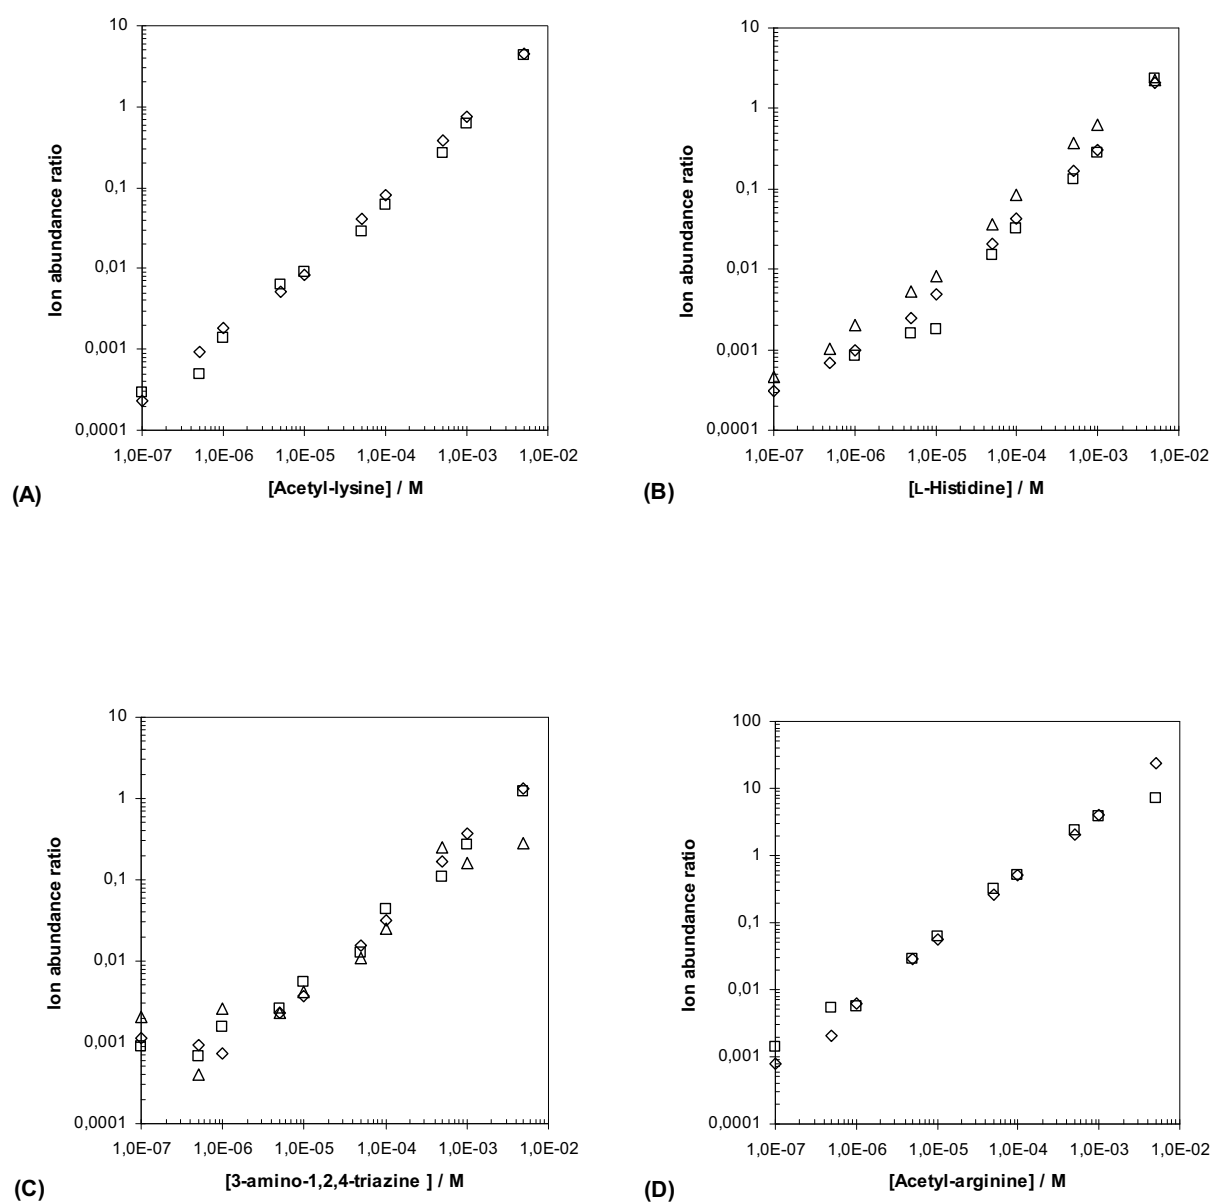 10
1
0,1
0,01
0,001
0,0001
Ion abundance ratio
1,0E-07 1,0E-06 1,0E-05 1,0E-04 1,0E-03 1,0E-02
[Acetyl-lysine] / M
(A)
10
1
0,1
0,01
0,001
0,0001
Ion abundance ratio
1,0E-07 1,0E-06 1,0E-05 1,0E-04 1,0E-03 1,0E-02
[L-Histidine] / M
(B)
10
1
0,1
0,01
0,001
0,0001
Ion abundance ratio
1,0E-07 1,0E-06 1,0E-05 1,0E-04 1,0E-03 1,0E-02
[3-amino-1,2,4-triazine ] / M
(C)
100
10
1
0,1
0,01
0,001
0,0001
Ion abundance ratio
1,0E-07 1,0E-06 1,0E-05 1,0E-04 1,0E-03 1,0E-02
[Acetyl-arginine] / M
(D)